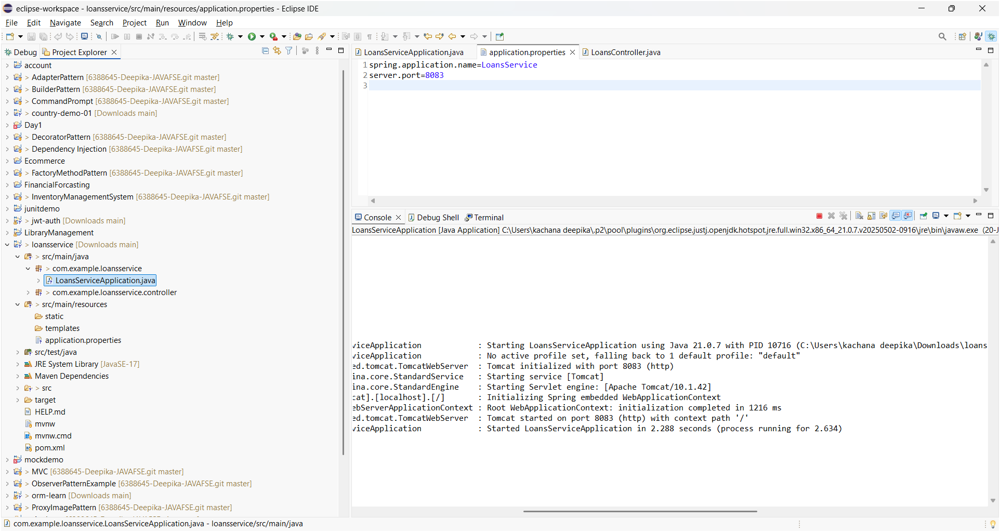 eclipse-workspace - loansservice/src/main/resources/application.properties - Eclipse IDE
File Edit Navigate Search Project Run Window Help
Debug Project Explorer
account
> AdapterPattern [6388645-Deepika-JAVAFSE.git master]
> BuilderPattern [6388645-Deepika-JAVAFSE.git master]
> CommandPrompt [6388645-Deepika-JAVAFSE.git master]
> country-demo-01 [Downloads main]
Day1
> DecoratorPattern [6388645-Deepika-JAVAFSE.git master]
> Dependency Injection [6388645-Deepika-JAVAFSE.git master]
Ecommerce
> FactoryMethodPattern [6388645-Deepika-JAVAFSE.git master]
FinancialForcasting
> InventoryManagementSystem [6388645-Deepika-JAVAFSE.git master]
junitdemo
> jwt-auth [Downloads main]
LibraryManagement
> loansservice [Downloads main]
> src/main/java
> com.example.loansservice
LoansServiceApplication.java
> com.example.loansservice.controller
> src/main/resources
static
templates
application.properties
src/test/java
JRE System Library [JavaSE-17]
Maven Dependencies
> src
target
HELP.md
mvnw
mvnw.cmd
pom.xml
mockdemo
> MVC [6388645-Deepika-JAVAFSE.git master]
> ObserverPatternExample [6388645-Deepika-JAVAFSE.git master]
> orm-learn [Downloads main]
> ProxyImagePattern [6388645-Deepika-JAVAFSE.git master]
LoansServiceApplication.java application.properties LoansController.java
1 spring.application.name=LoansService
2 server.port=8083
3
Console Debug Shell Terminal
LoansServiceApplication [Java Application] C:\Users\kachana deepika\.p2\pool\plugins\org.eclipse.justj.openjdk.hotspot.jre.full.win32.x86_64_21.0.7.v20250502-0916\jre\bin\javaw.exe (20-J
viceApplication : Starting LoansServiceApplication using Java 21.0.7 with PID 10716 (C:\Users\kachana deepika\Downloads\loans
viceApplication : No active profile set, falling back to 1 default profile: "default"
ed.tomcat.TomcatWebServer : Tomcat initialized with port 8083 (http)
ina.core.StandardService : Starting service [Tomcat]
ina.core.StandardEngine : Starting Servlet engine: [Apache Tomcat/10.1.42]
cat].[localhost].[/] : Initializing Spring embedded WebApplicationContext
ebServerApplicationContext : Root WebApplicationContext: initialization completed in 1216 ms
ed.tomcat.TomcatWebServer : Tomcat started on port 8083 (http) with context path '/'
viceApplication : Started LoansServiceApplication in 2.288 seconds (process running for 2.634)
com.example.loansservice.LoansServiceApplication.java - loansservice/src/main/java